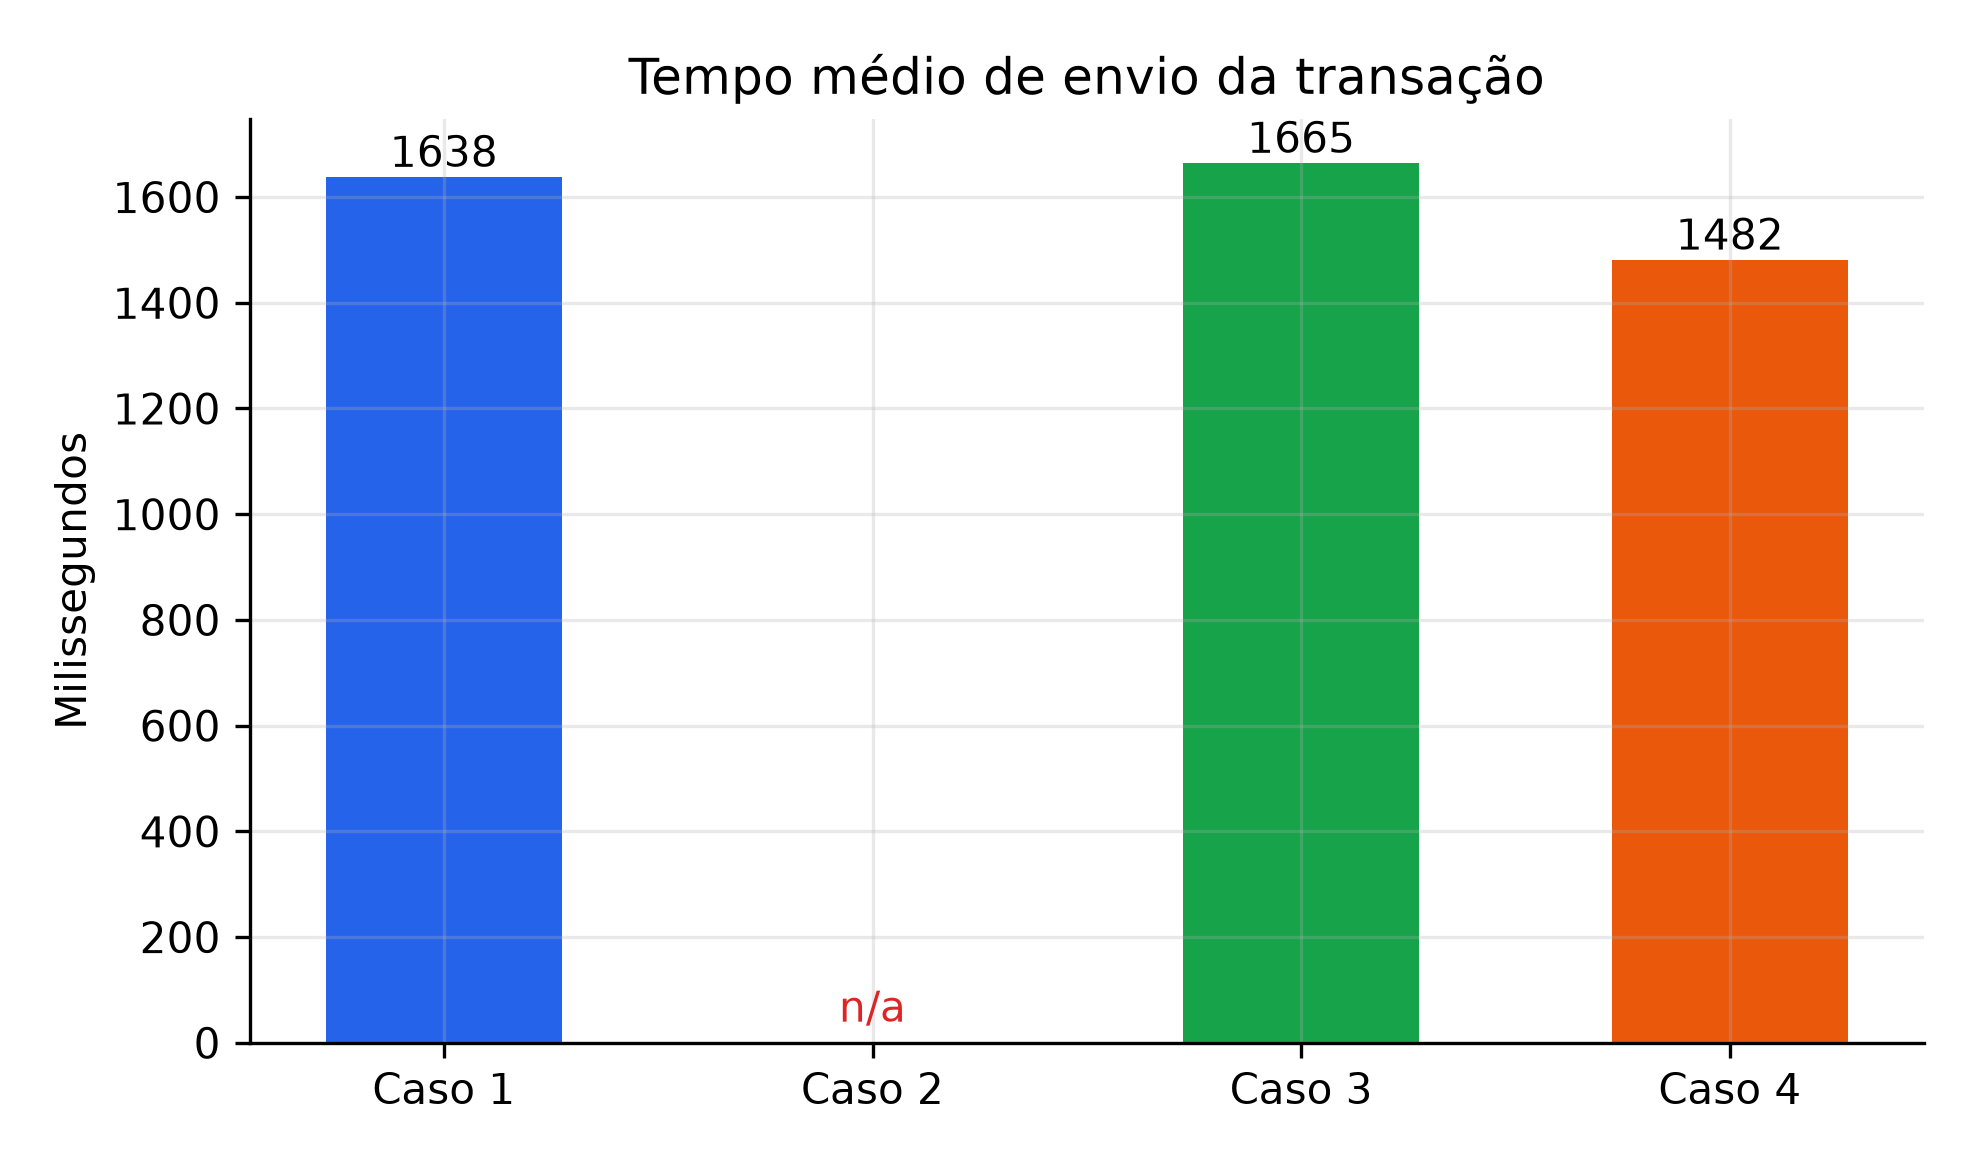 Tempo médio de envio da transação
1638
1665
1482
n/a
Milissegundos
1600
1400
1200
1000
800
600
400
200
0
Caso 1
Caso 2
Caso 3
Caso 4